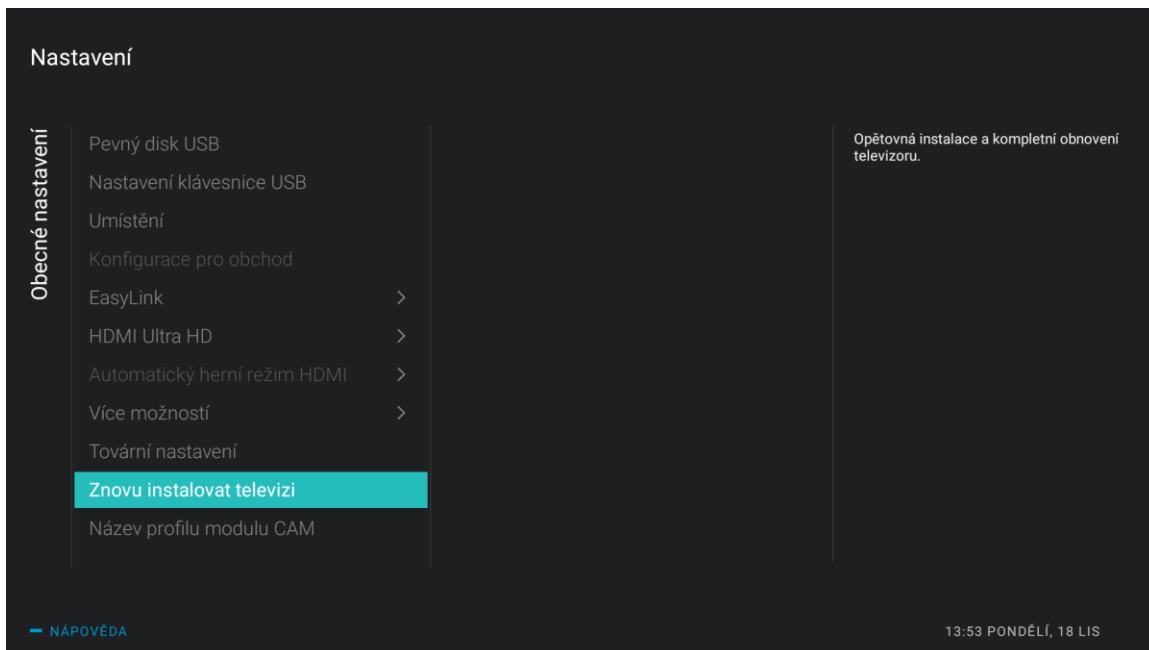 Nastavení
Obecné nastavení
Pevný disk USB
Nastavení klávesnice USB
Umístění
Konfigurace pro obchod
EasyLink
HDMI Ultra HD
Automatický herní režim HDMI
Více možností
Tovární nastavení
Znovu instalovat televizi
Název profilu modulu CAM
Opětovná instalace a kompletní obnovení
televizoru.
NÁPOVĚDA
13:53 PONDĚLÍ, 18 LIS